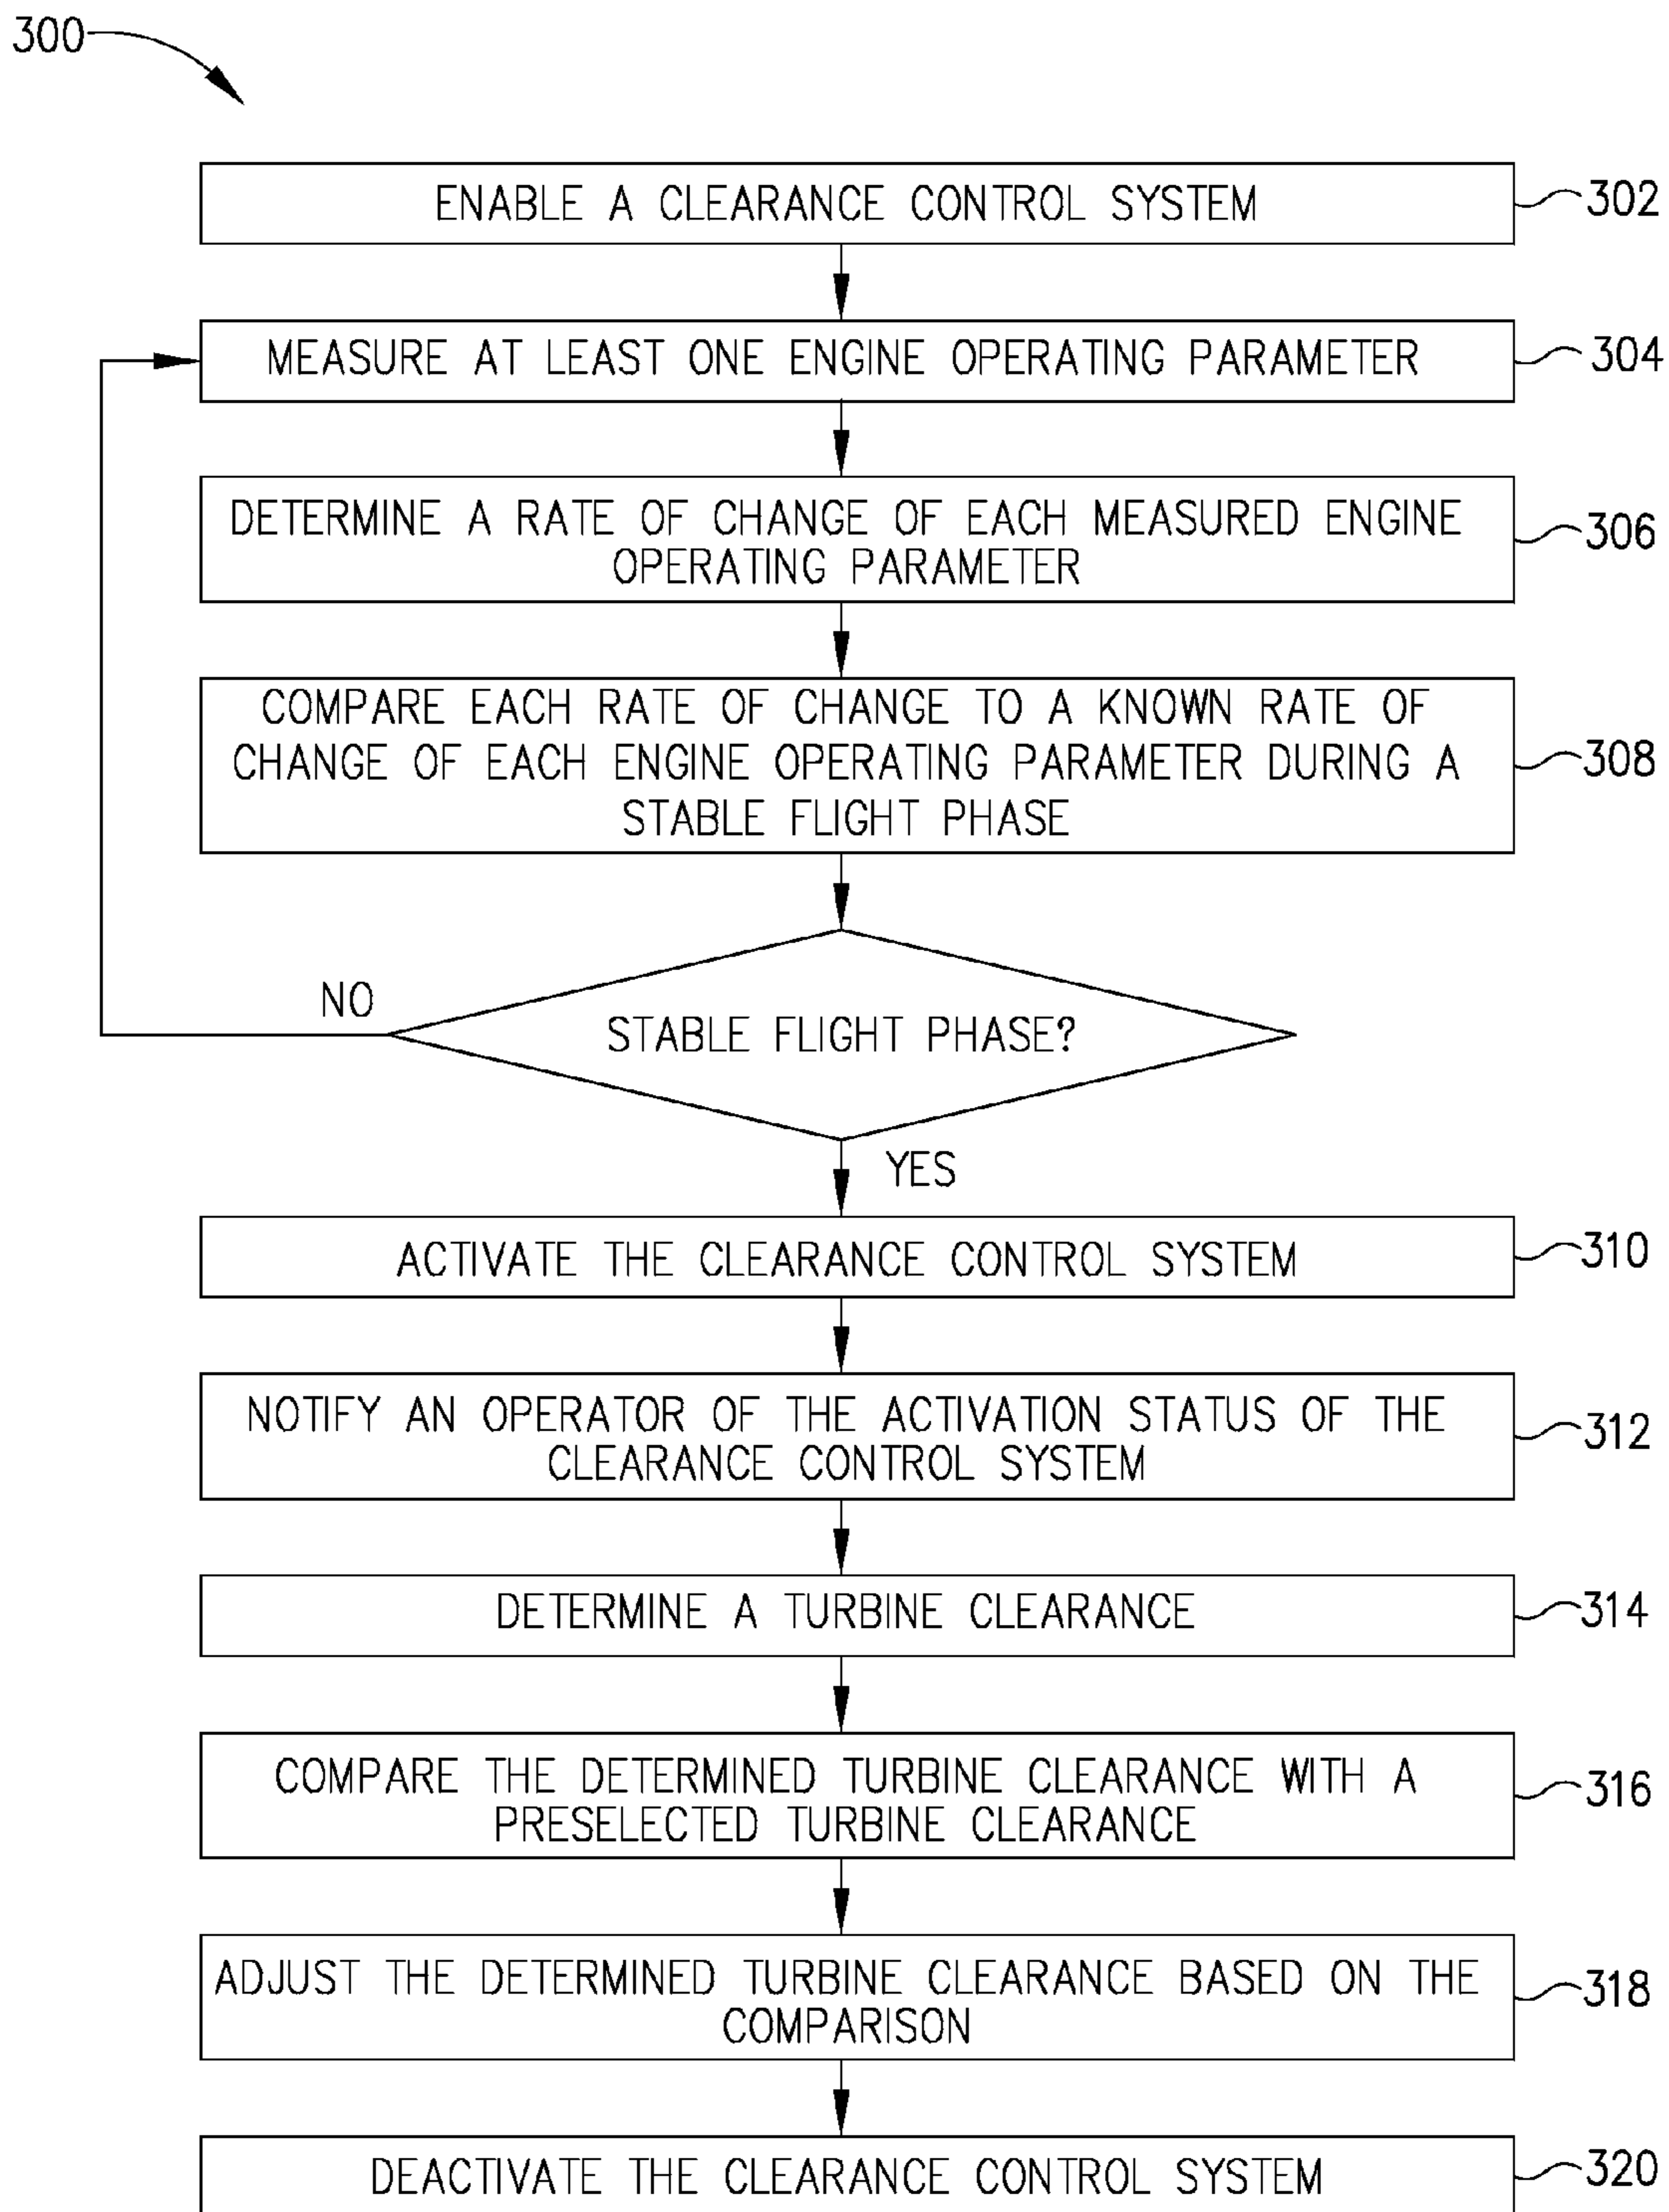 300
ENABLE A CLEARANCE CONTROL SYSTEM
302
MEASURE AT LEAST ONE ENGINE OPERATING PARAMETER
304
DETERMINE A RATE OF CHANGE OF EACH MEASURED ENGINE
OPERATING PARAMETER
306
COMPARE EACH RATE OF CHANGE TO A KNOWN RATE OF
CHANGE OF EACH ENGINE OPERATING PARAMETER DURING A
STABLE FLIGHT PHASE
308
NO
STABLE FLIGHT PHASE?
YES
ACTIVATE THE CLEARANCE CONTROL SYSTEM
310
NOTIFY AN OPERATOR OF THE ACTIVATION STATUS OF THE
CLEARANCE CONTROL SYSTEM
312
DETERMINE A TURBINE CLEARANCE
314
COMPARE THE DETERMINED TURBINE CLEARANCE WITH A
PRESELECTED TURBINE CLEARANCE
316
ADJUST THE DETERMINED TURBINE CLEARANCE BASED ON THE
COMPARISON
318
DEACTIVATE THE CLEARANCE CONTROL SYSTEM
320